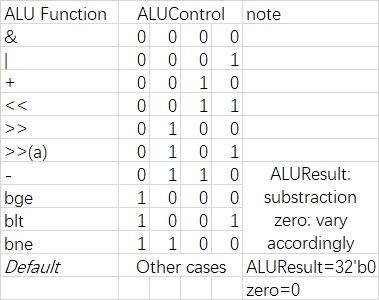 ALU Function ALUControl note
& 0 0 0 0
| 0 0 0 1
+ 0 0 1 0
<< 0 0 1 1
>> 0 1 0 0
>>(a) 0 1 0 1
- 0 1 1 0
bge 1 0 0 0
blt 1 0 0 1
bne 1 1 0 0
ALUResult:
substraction
zero: vary
accordingly
Default Other cases ALUResult=32'b0
zero=0